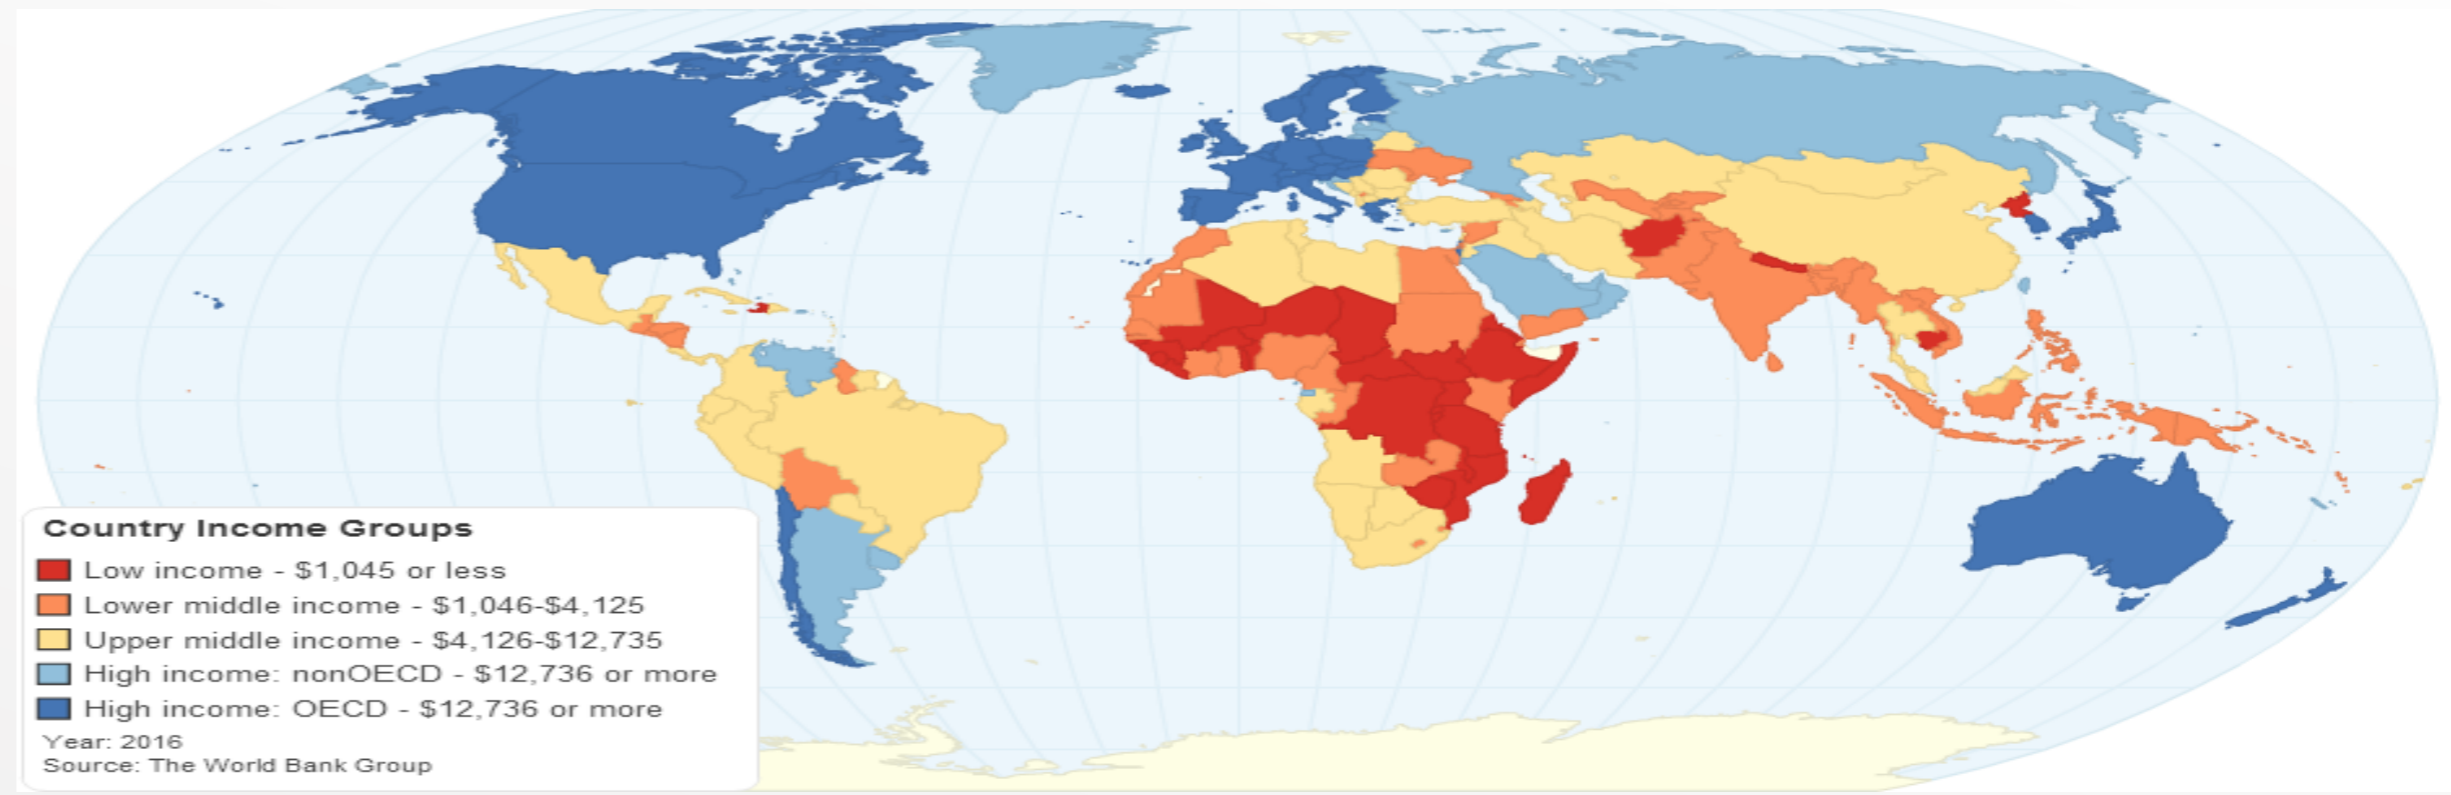 Country Income Groups
Low income - $1,045 or less
Lower middle income - $1,046-$4,125
Upper middle income - $4,126-$12,735
High income: nonOECD - $12,736 or more
High income: OECD - $12,736 or more
Year: 2016
Source: The World Bank Group